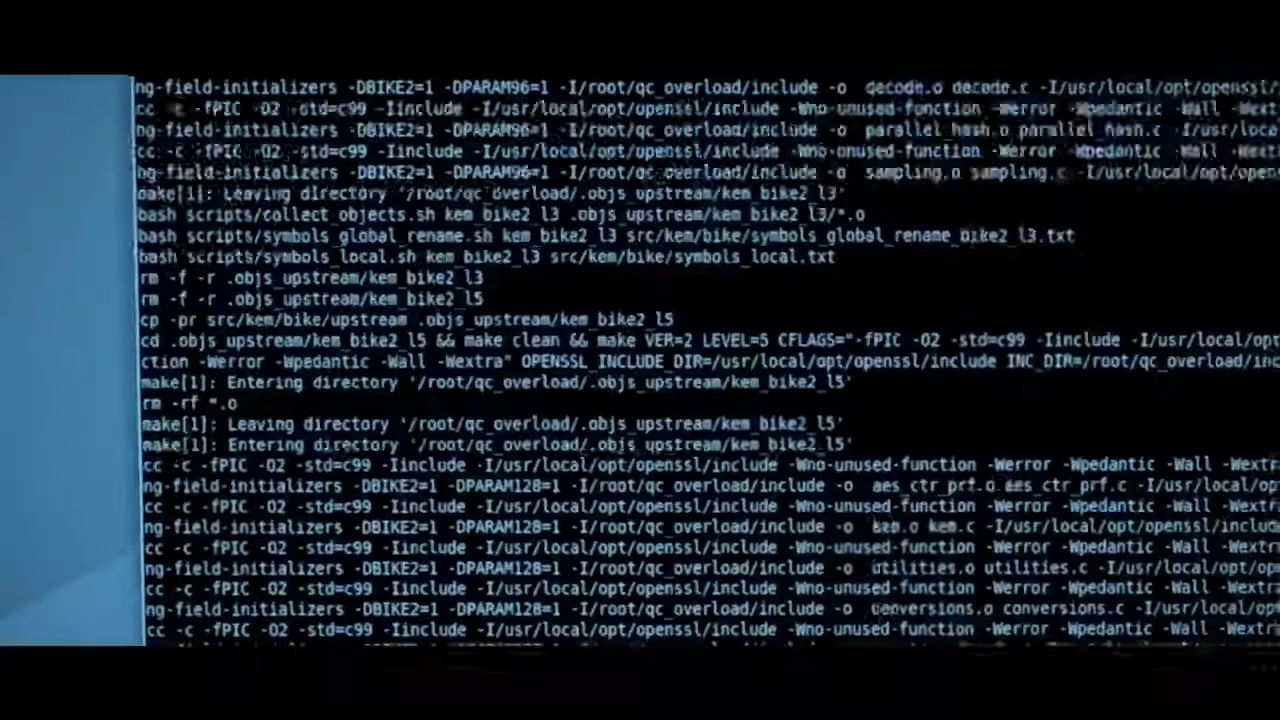 ng-field-initializers -DBIKE2=1 -DPARAM96=1 -I/root/qc_overload/include -o decode.o decode.c -I/usr/local/opt/openssl/
cc -c -fPIC -O2 -std=c99 -Iinclude -I/usr/local/opt/openssl/include -Wno-unused-function -Werror -Wpedantic -Wall -Wext
ng-field-initializers -DBIKE2=1 -DPARAM96=1 -I/root/qc_overload/include -o parallel_hash.o parallel_hash.c -I/usr/loca
cc -c -fPIC -O2 -std=c99 -Iinclude -I/usr/local/opt/openssl/include -Wno-unused-function -Werror -Wpedantic -Wall -Wext
ng-field-initializers -DBIKE2=1 -DPARAM96=1 -I/root/qc_overload/include -o sampling.o sampling.c -I/usr/local/opt/open
make[1]: Leaving directory '/root/qc_overload/.objs_upstream/kem_bike2_l3'
bash scripts/collect_objects.sh kem_bike2_l3 .objs_upstream/kem_bike2_l3/*.o
bash scripts/symbols_global_rename.sh kem_bike2_l3 src/kem/bike/symbols_global_rename_bike2_l3.txt
bash scripts/symbols_local.sh kem_bike2_l3 src/kem/bike/symbols_local.txt
rm -f -r .objs_upstream/kem_bike2_l3
rm -f -r .objs_upstream/kem_bike2_l5
cp -pr src/kem/bike/upstream .objs_upstream/kem_bike2_l5
cd .objs_upstream/kem_bike2_l5 && make clean && make VER=2 LEVEL=5 CFLAGS="-fPIC -O2 -std=c99 -Iinclude -I/usr/local/opt
ction -Werror -Wpedantic -Wall -Wextra" OPENSSL_INCLUDE_DIR=/usr/local/opt/openssl/include INC_DIR=/root/qc_overload/inc
make[1]: Entering directory '/root/qc_overload/.objs_upstream/kem_bike2_l5'
rm -rf *.o
make[1]: Leaving directory '/root/qc_overload/.objs_upstream/kem_bike2_l5'
make[1]: Entering directory '/root/qc_overload/.objs_upstream/kem_bike2_l5'
cc -c -fPIC -O2 -std=c99 -Iinclude -I/usr/local/opt/openssl/include -Wno-unused-function -Werror -Wpedantic -Wall -Wextr
ng-field-initializers -DBIKE2=1 -DPARAM128=1 -I/root/qc_overload/include -o aes_ctr_prf.o aes_ctr_prf.c -I/usr/local/op
cc -c -fPIC -O2 -std=c99 -Iinclude -I/usr/local/opt/openssl/include -Wno-unused-function -Werror -Wpedantic -Wall -Wextr
ng-field-initializers -DBIKE2=1 -DPARAM128=1 -I/root/qc_overload/include -o kem.o kem.c -I/usr/local/opt/openssl/includ
cc -c -fPIC -O2 -std=c99 -Iinclude -I/usr/local/opt/openssl/include -Wno-unused-function -Werror -Wpedantic -Wall -Wextr
ng-field-initializers -DBIKE2=1 -DPARAM128=1 -I/root/qc_overload/include -o utilities.o utilities.c -I/usr/local/opt/op
cc -c -fPIC -O2 -std=c99 -Iinclude -I/usr/local/opt/openssl/include -Wno-unused-function -Werror -Wpedantic -Wall -Wextr
ng-field-initializers -DBIKE2=1 -DPARAM128=1 -I/root/qc_overload/include -o conversions.o conversions.c -I/usr/local/op
cc -c -fPIC -O2 -std=c99 -Iinclude -I/usr/local/opt/openssl/include -Wno-unused-function -Werror -Wpedantic -Wall -Wextr